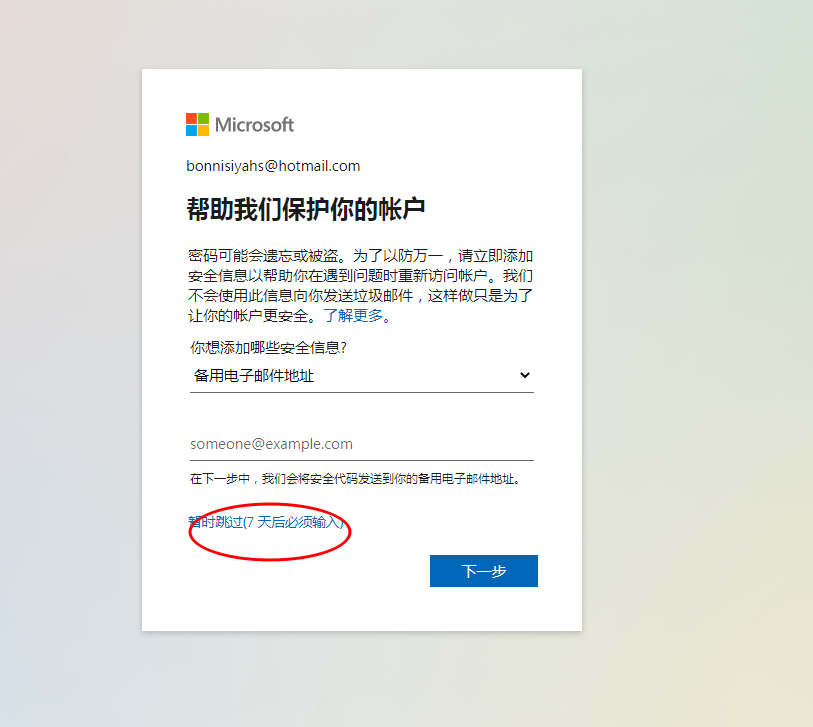 Microsoft
bonnisiyahs@hotmail.com
帮助我们保护你的帐户
密码可能会遗忘或被盗。为了以防万一，请立即添加
安全信息以帮助你在遇到问题时重新访问帐户。我们
不会使用此信息向你发送垃圾邮件，这样做只是为了
让你的帐户更安全。了解更多。
你想添加哪些安全信息?
备用电子邮件地址
someone@example.com
在下一步中，我们会将安全代码发送到你的备用电子邮件地址。
暂时跳过(7 天后必须输入)
下一步